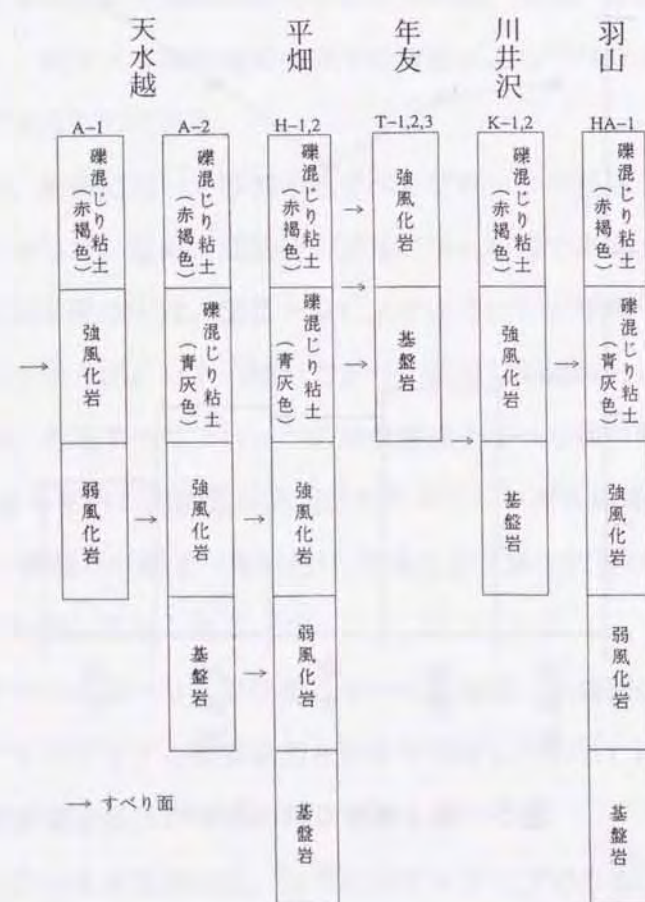 天水越
平畑
年友
川井沢
羽山
A-1
礫混じり粘土
(赤褐色)
強風化岩
弱風化岩
A-2
礫混じり粘土
(赤褐色)
礫混じり粘土
(青灰色)
強風化岩
基盤岩
H-1,2
礫混じり粘土
(赤褐色)
礫混じり粘土
(青灰色)
強風化岩
弱風化岩
基盤岩
T-1,2,3
強風化岩
基盤岩
K-1,2
礫混じり粘土
(赤褐色)
強風化岩
基盤岩
HA-1
礫混じり粘土
(赤褐色)
礫混じり粘土
(青灰色)
強風化岩
弱風化岩
基盤岩
→ すべり面